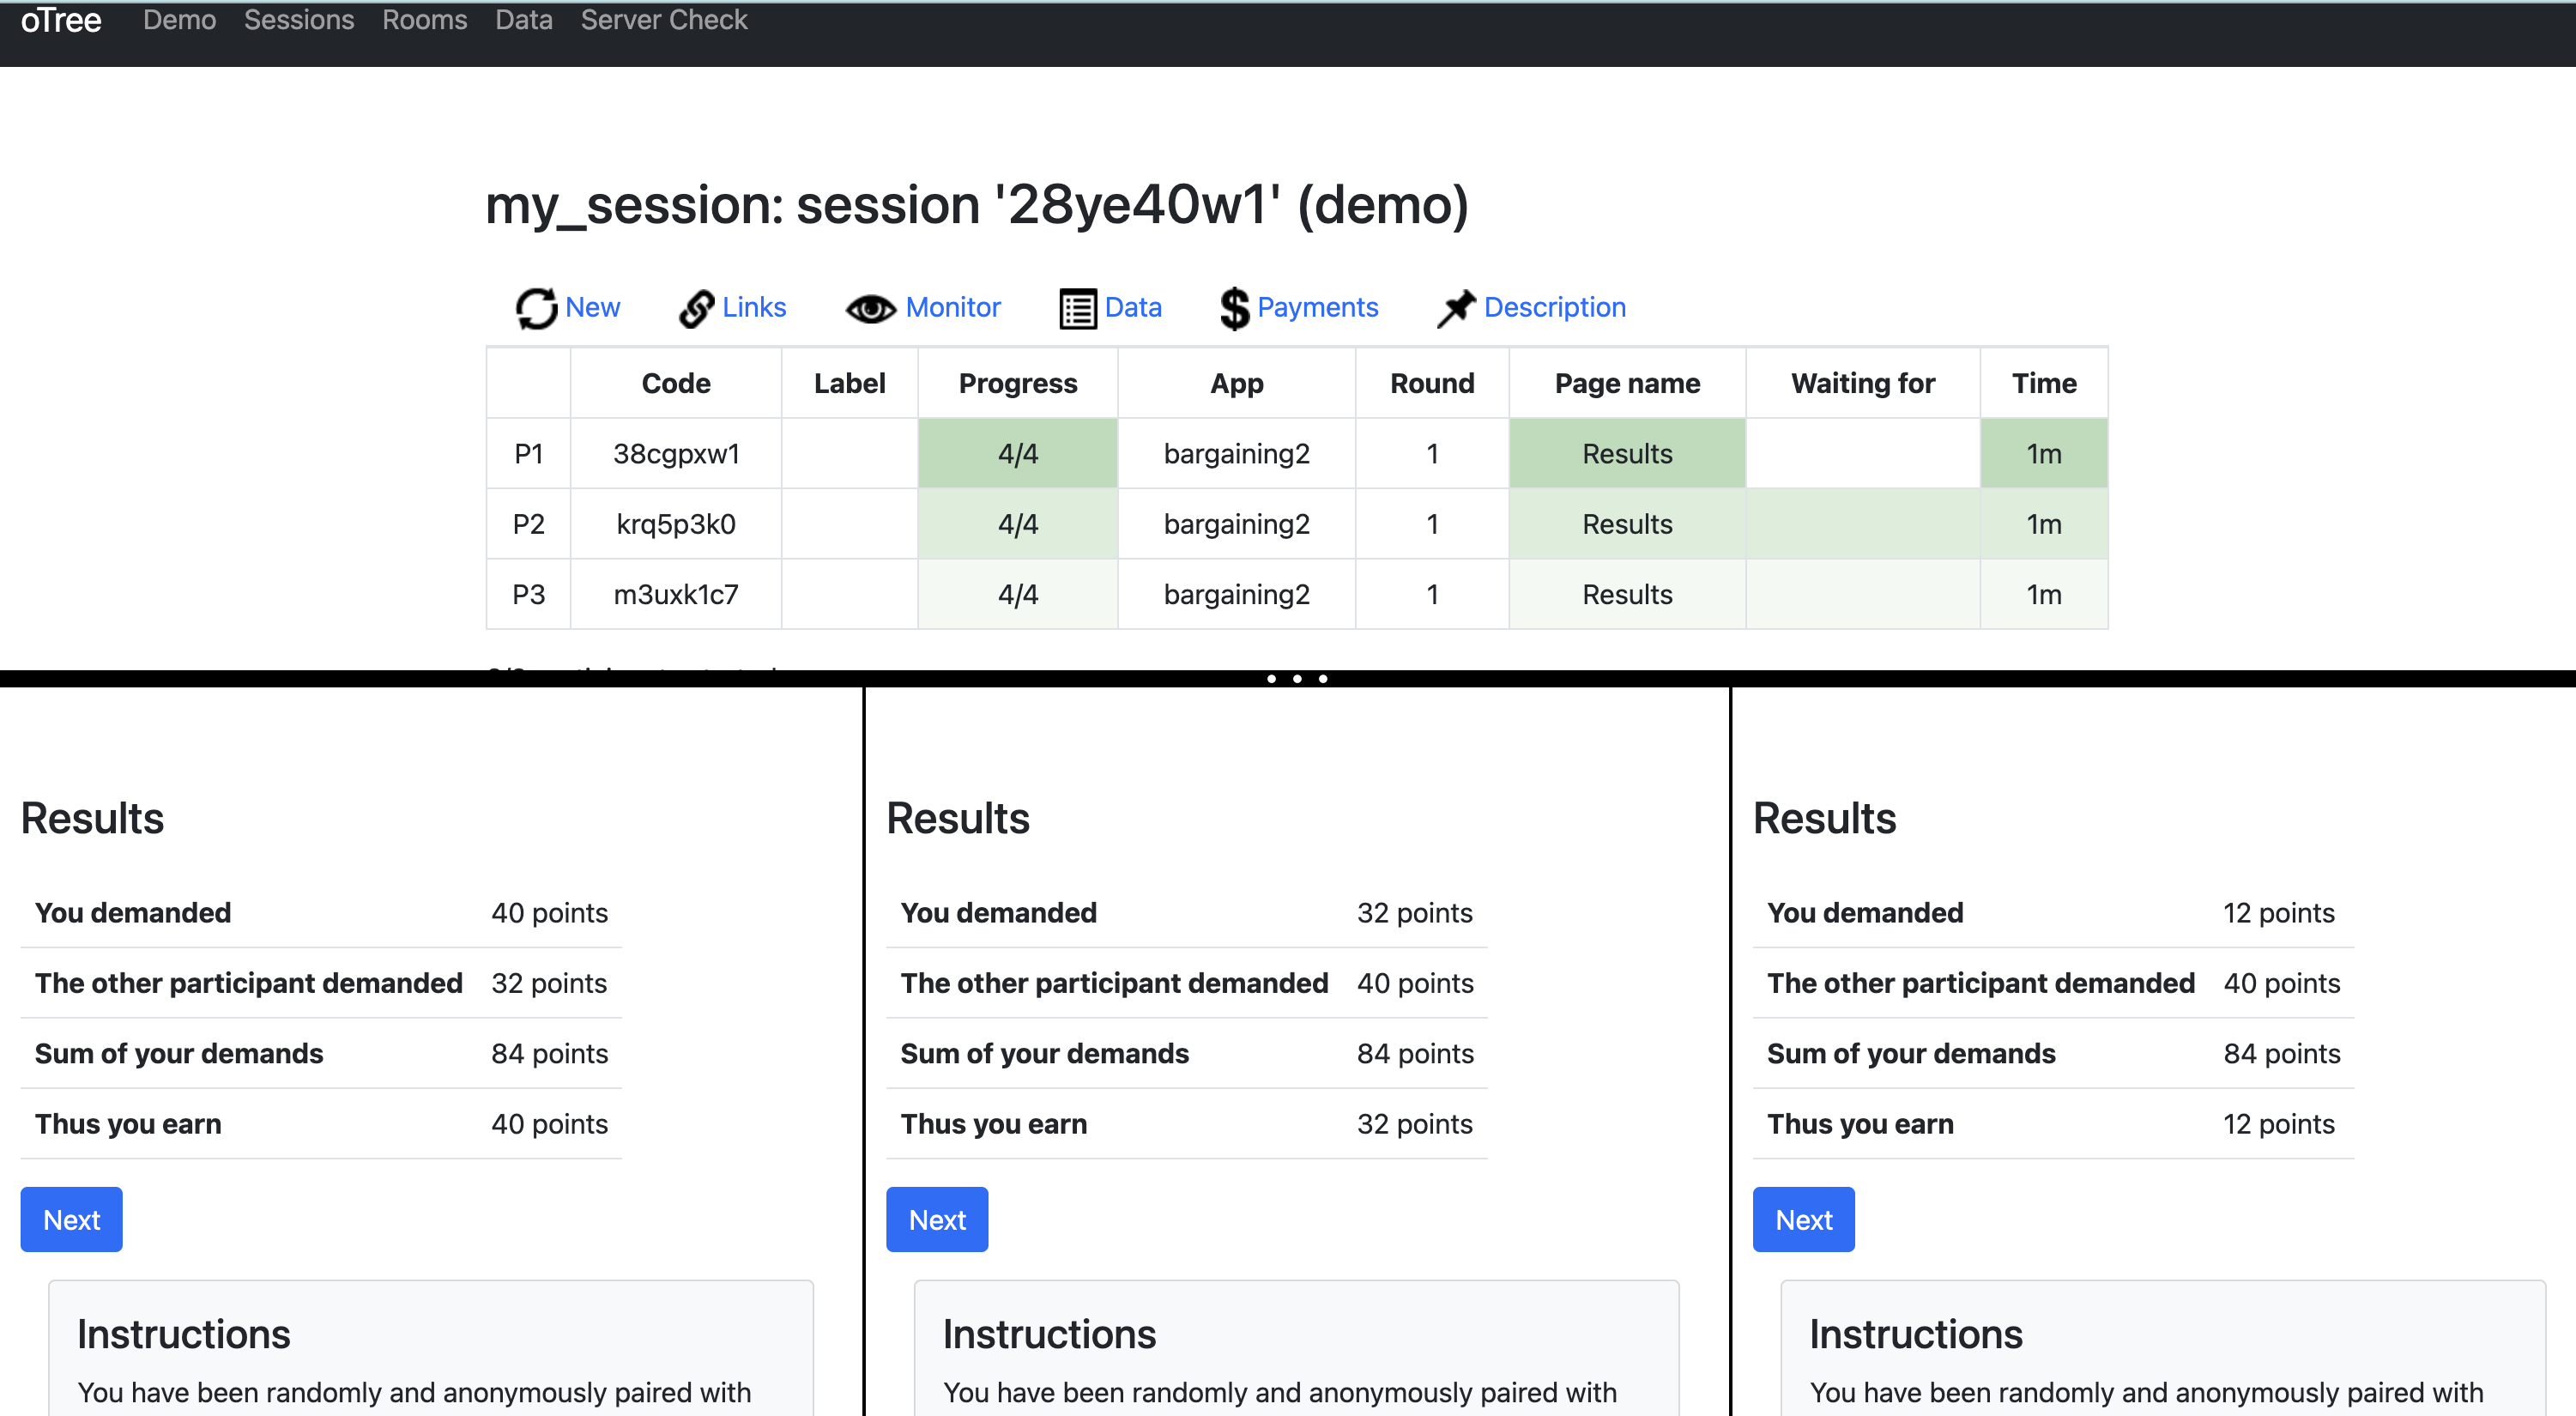 oTree Demo Sessions Rooms Data Server Check
my_session: session '28ye40w1' (demo)
New Links Monitor Data $ Payments Description
Code Label Progress App Round Page name Waiting for Time
P1 38cgpxw1 4/4 bargaining2 1 Results 1m
P2 krq5p3k0 4/4 bargaining2 1 Results 1m
P3 m3uxk1c7 4/4 bargaining2 1 Results 1m
Results
You demanded 40 points
The other participant demanded 32 points
Sum of your demands 84 points
Thus you earn 40 points
Next
Instructions
You have been randomly and anonymously paired with
Results
You demanded 32 points
The other participant demanded 40 points
Sum of your demands 84 points
Thus you earn 32 points
Next
Instructions
You have been randomly and anonymously paired with
Results
You demanded 12 points
The other participant demanded 40 points
Sum of your demands 84 points
Thus you earn 12 points
Next
Instructions
You have been randomly and anonymously paired with